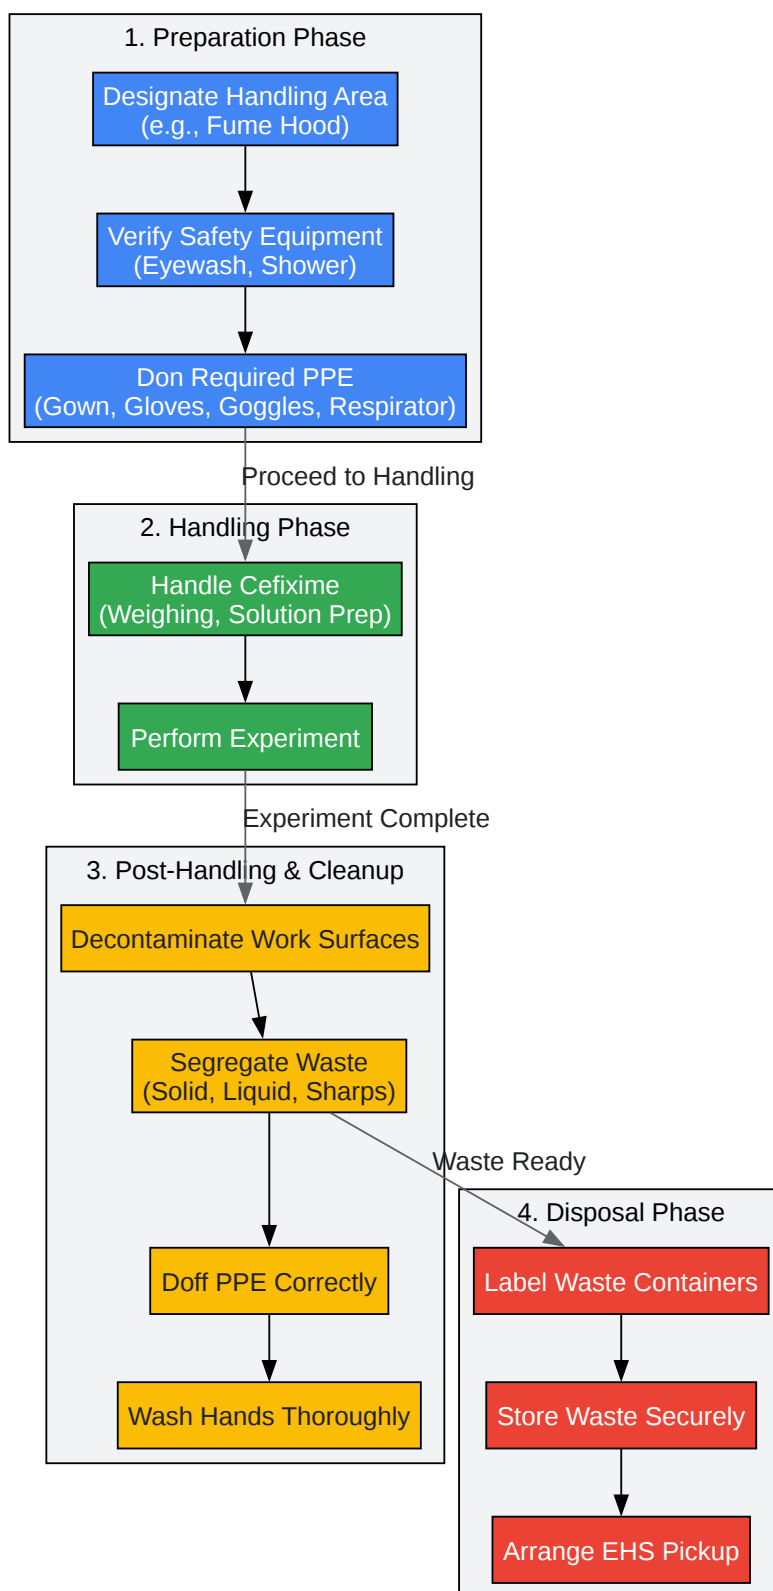 1. Preparation Phase
Designate Handling Area
(e.g., Fume Hood)
Verify Safety Equipment
(Eyewash, Shower)
Don Required PPE
(Gown, Gloves, Goggles, Respirator)
Proceed to Handling
2. Handling Phase
Handle Cefixime
(Weighing, Solution Prep)
Perform Experiment
Experiment Complete
3. Post-Handling & Cleanup
Decontaminate Work Surfaces
Segregate Waste
(Solid, Liquid, Sharps)
Waste Ready
Doff PPE Correctly
Wash Hands Thoroughly
4. Disposal Phase
Label Waste Containers
Store Waste Securely
Arrange EHS Pickup